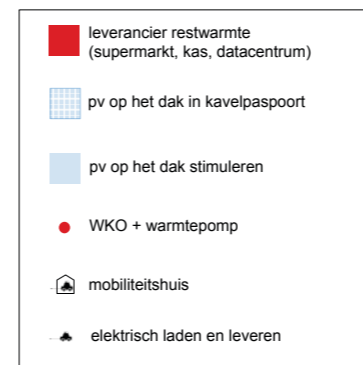 leverancier restwarmte
(supermarkt, kas, datacentrum)
pv op het dak in kavelpaspoort
pv op het dak stimuleren
WKO + warmtepomp
mobiliteitshuis
elektrisch laden en leveren